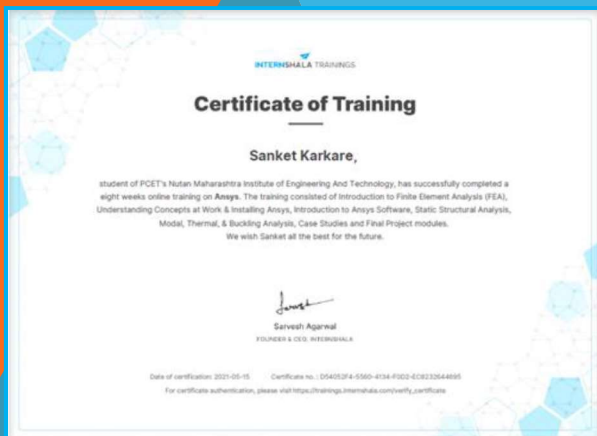 INTERNSHALA TRAININGS
Certificate of Training
Sanket Karkare,
student of PCET's Nutan Maharashtra Institute of Engineering And Technology, has successfully completed a
eight weeks online training on Ansys. The training consisted of Introduction to Finite Element Analysis (FEA),
Understanding Concepts at Work & Installing Ansys, Introduction to Ansys Software, Static Structural Analysis,
Modal, Thermal, & Buckling Analysis, Case Studies and Final Project modules.
We wish Sanket all the best for the future.
Sarvesh Agarwal
FOUNDER & CEO, INTERNSHALA
Date of certification: 2021-05-15 Certificate no. :
For certificate authentication, please visit https://trainings.internshala.com/verify_certificate